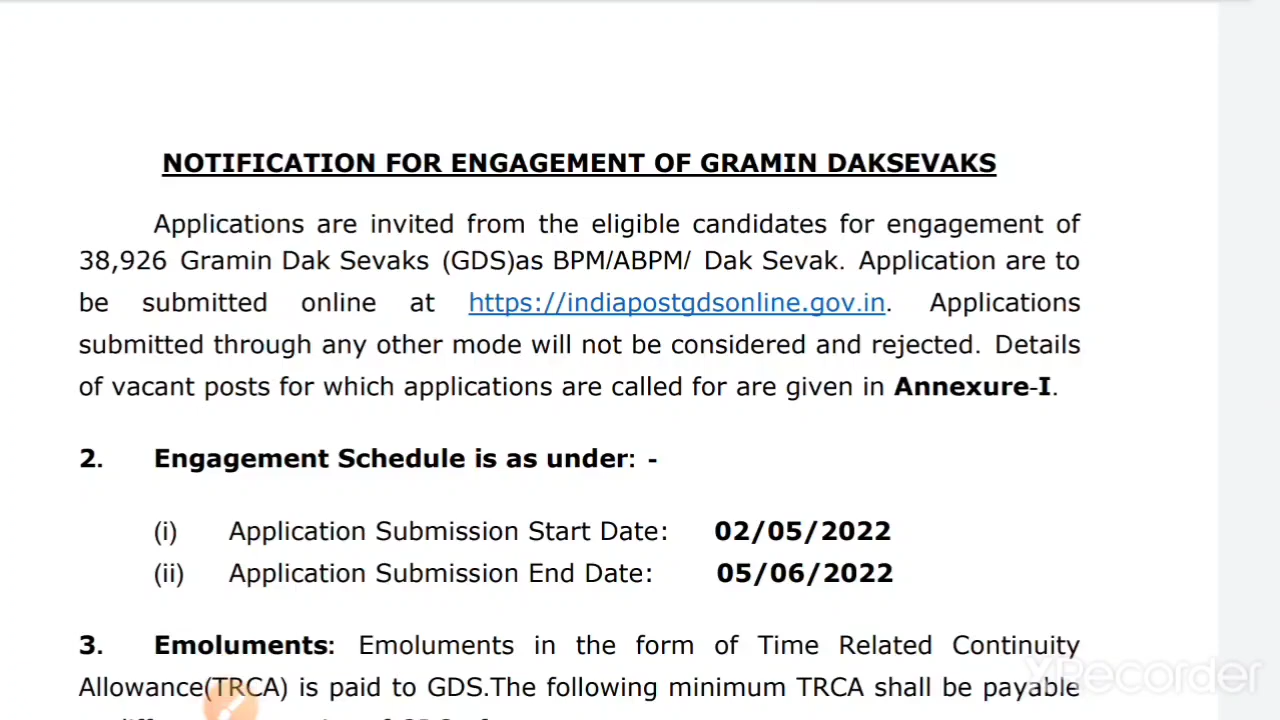 NOTIFICATION FOR ENGAGEMENT OF GRAMIN DAKSEVAKS
Applications are invited from the eligible candidates for engagement of
38,926 Gramin Dak Sevaks (GDS)as BPM/ABPM/ Dak Sevak. Application are to
be submitted online at https://indiapostgdsonline.gov.in. Applications
submitted through any other mode will not be considered and rejected. Details
of vacant posts for which applications are called for are given in Annexure-I.
2. Engagement Schedule is as under: -
(i) Application Submission Start Date: 02/05/2022
(ii) Application Submission End Date: 05/06/2022
3. Emoluments: Emoluments in the form of Time Related Continuity
Allowance(TRCA) is paid to GDS.The following minimum TRCA shall be payable
XRecorder